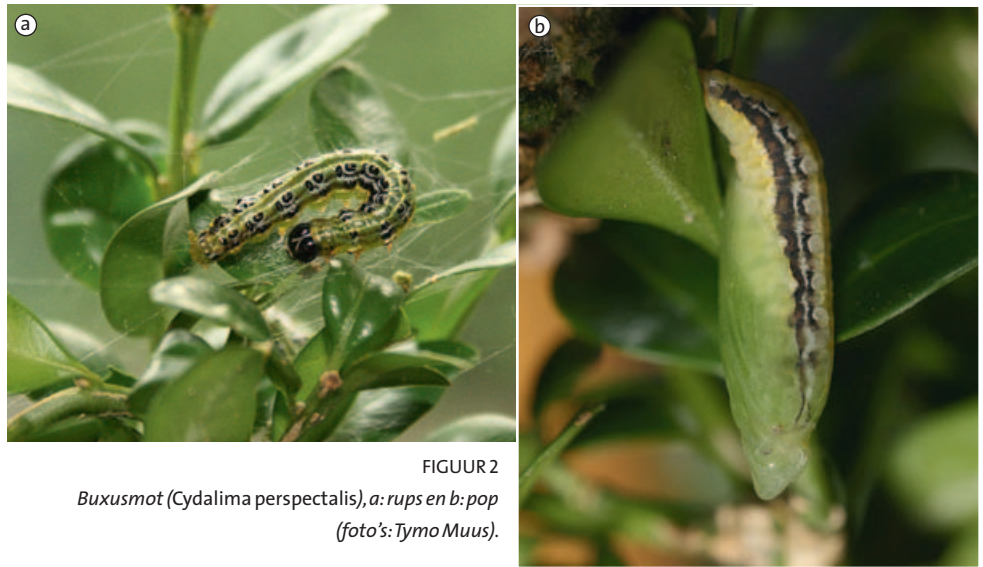 a
b
FIGUUR 2
Buxusmot (Cydalima perspectalis), a: rups en b: pop
(foto's: Tymo Muus).